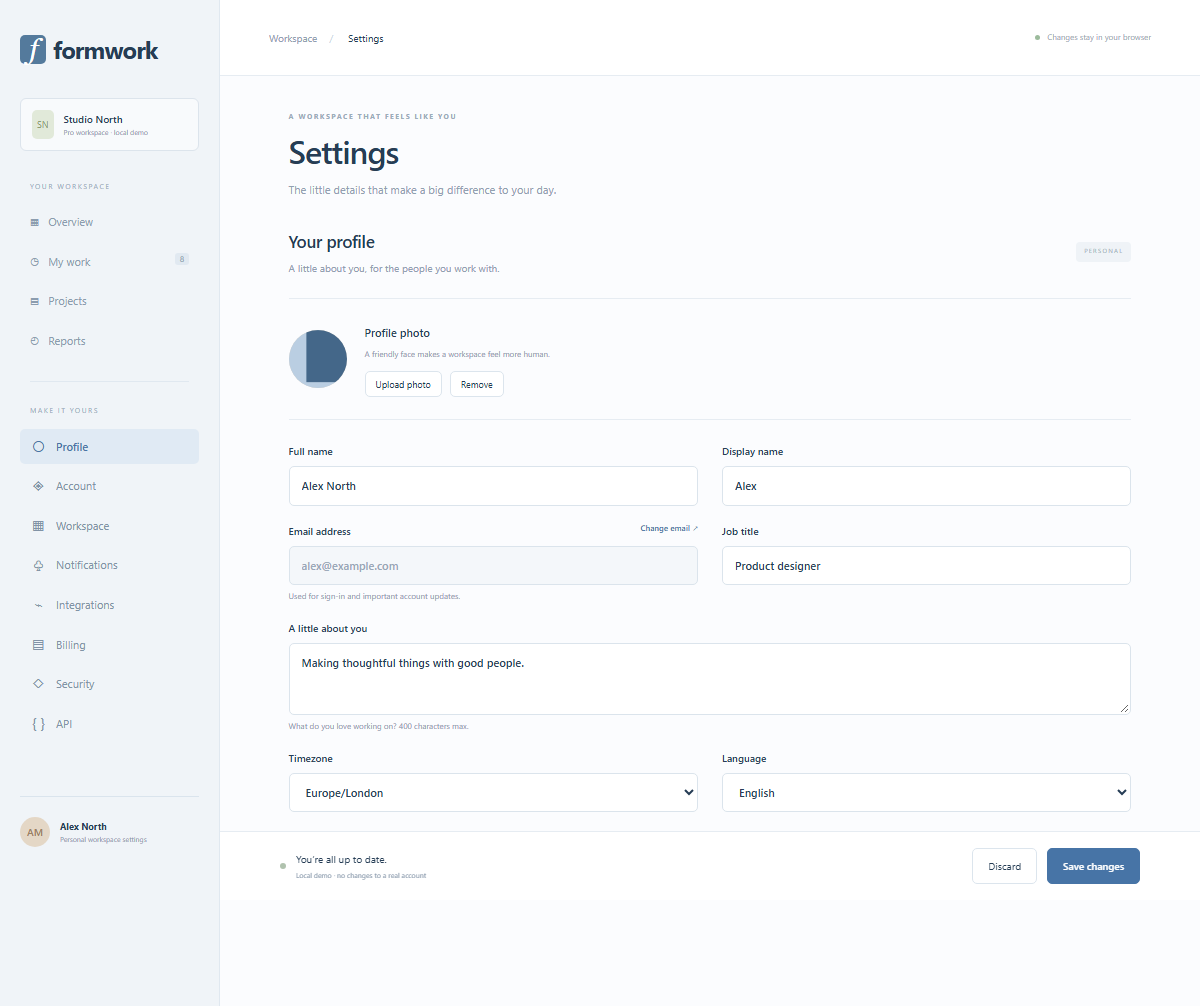 formwork
Workspace / Settings
Changes stay in your browser
SN
Studio North
Pro workspace · local demo
YOUR WORKSPACE
Overview
My work
8
Projects
Reports
MAKE IT YOURS
Profile
Account
Workspace
Notifications
Integrations
Billing
Security
{ } API
AM
Alex North
Personal workspace settings
A WORKSPACE THAT FEELS LIKE YOU
Settings
The little details that make a big difference to your day.
Your profile
A little about you, for the people you work with.
PERSONAL
Profile photo
A friendly face makes a workspace feel more human.
Upload photo
Remove
Full name
Alex North
Display name
Alex
Email address
Change email ↗
alex@example.com
Used for sign-in and important account updates.
Job title
Product designer
A little about you
Making thoughtful things with good people.
What do you love working on? 400 characters max.
Timezone
Europe/London
Language
English
You're all up to date.
Local demo · no changes to a real account
Discard
Save changes